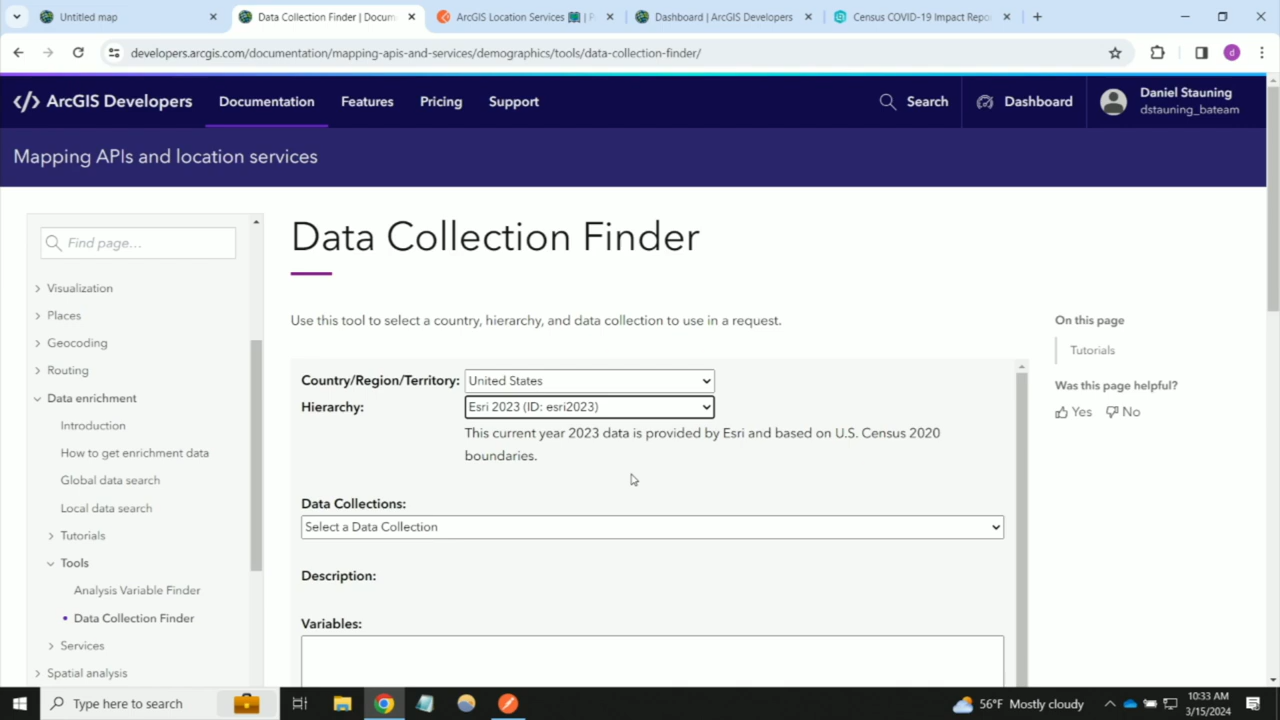 Untitled map
Data Collection Finder | Docum
ArcGIS Location Services
Dashboard | ArcGIS Developers
Census COVID-19 Impact Repo
developers.arcgis.com/documentation/mapping-apis-and-services/demographics/tools/data-collection-finder/
d
</> ArcGIS Developers
Documentation
Features
Pricing
Support
Search
Dashboard
Daniel Stauning
dstauning_bateam
Mapping APIs and location services
Find page...
Visualization
Places
Geocoding
Routing
Data enrichment
Introduction
How to get enrichment data
Global data search
Local data search
Tutorials
Tools
Analysis Variable Finder
• Data Collection Finder
Services
Spatial analysis
Data Collection Finder
Use this tool to select a country, hierarchy, and data collection to use in a request.
Country/Region/Territory: United States
Hierarchy: Esri 2023 (ID: esri2023)
This current year 2023 data is provided by Esri and based on U.S. Census 2020
boundaries.
Data Collections:
Select a Data Collection
Description:
Variables:
On this page
Tutorials
Was this page helpful?
Yes No
Type here to search
56°F Mostly cloudy
10:33 AM
3/15/2024